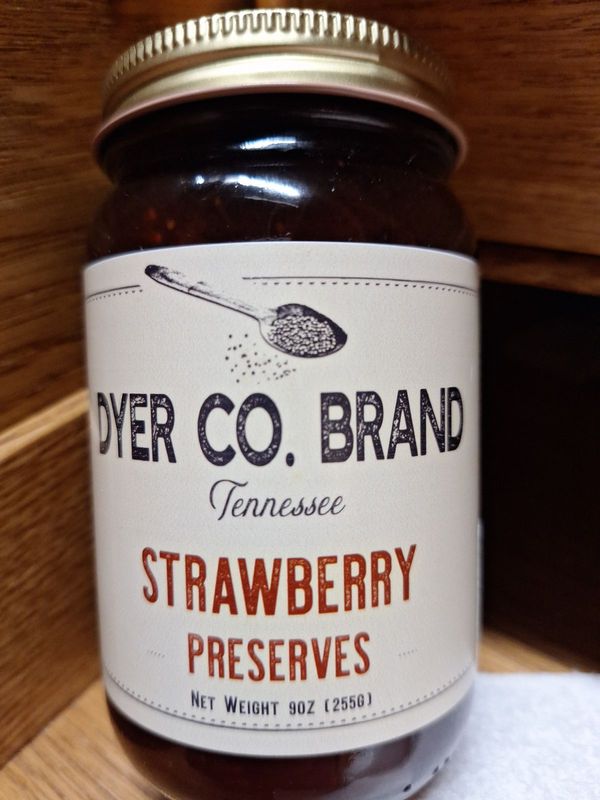 DYER CO. BRAND
Tennessee
STRAWBERRY
PRESERVES
NET WEIGHT 9OZ (255G)